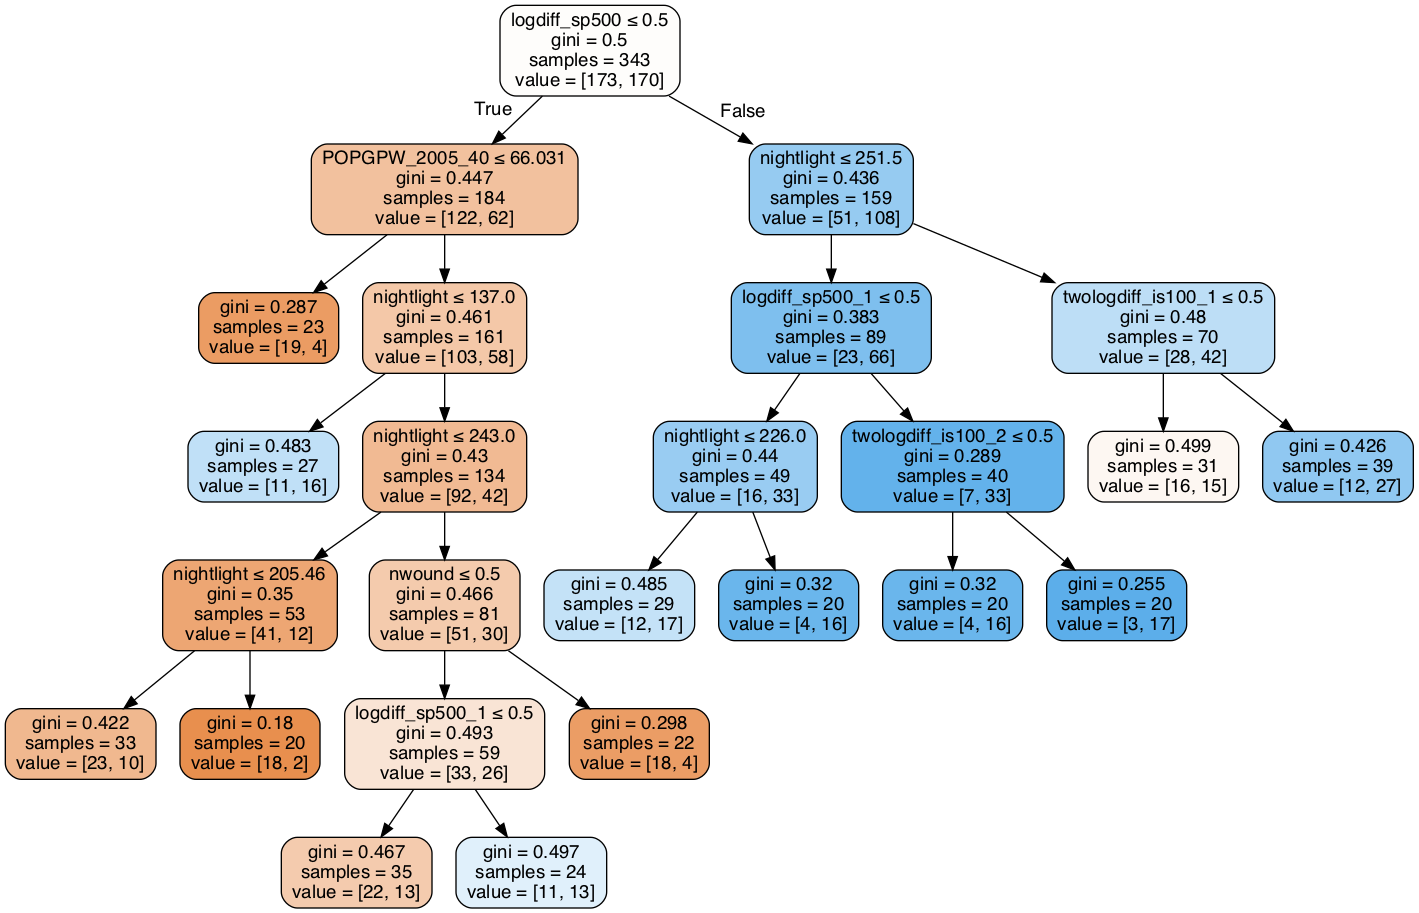 logdiff_sp500 ≤ 0.5
gini = 0.5
samples = 343
value = [173, 170]
True
False
POPGPW_2005_40 ≤ 66.031
gini = 0.447
samples = 184
value = [122, 62]
nightlight ≤ 251.5
gini = 0.436
samples = 159
value = [51, 108]
gini = 0.287
samples = 23
value = [19, 4]
nightlight ≤ 137.0
gini = 0.461
samples = 161
value = [103, 58]
logdiff_sp500_1 ≤ 0.5
gini = 0.383
samples = 89
value = [23, 66]
twologdiff_is100_1 ≤ 0.5
gini = 0.48
samples = 70
value = [28, 42]
gini = 0.483
samples = 27
value = [11, 16]
nightlight ≤ 243.0
gini = 0.43
samples = 134
value = [92, 42]
nightlight ≤ 226.0
gini = 0.44
samples = 49
value = [16, 33]
twologdiff_is100_2 ≤ 0.5
gini = 0.289
samples = 40
value = [7, 33]
gini = 0.499
samples = 31
value = [16, 15]
gini = 0.426
samples = 39
value = [12, 27]
nightlight ≤ 205.46
gini = 0.35
samples = 53
value = [41, 12]
nwound ≤ 0.5
gini = 0.466
samples = 81
value = [51, 30]
gini = 0.485
samples = 29
value = [12, 17]
gini = 0.32
samples = 20
value = [4, 16]
gini = 0.32
samples = 20
value = [4, 16]
gini = 0.255
samples = 20
value = [3, 17]
gini = 0.422
samples = 33
value = [23, 10]
gini = 0.18
samples = 20
value = [18, 2]
logdiff_sp500_1 ≤ 0.5
gini = 0.493
samples = 59
value = [33, 26]
gini = 0.298
samples = 22
value = [18, 4]
gini = 0.467
samples = 35
value = [22, 13]
gini = 0.497
samples = 24
value = [11, 13]